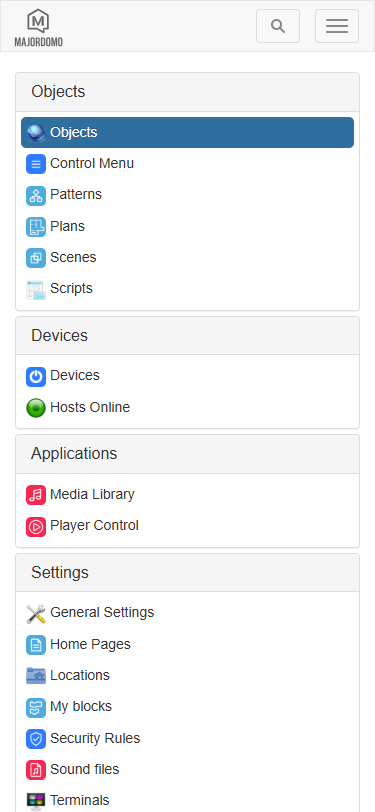 MAJORDOMO
Objects
Objects
Control Menu
Patterns
Plans
Scenes
Scripts
Devices
Devices
Hosts Online
Applications
Media Library
Player Control
Settings
General Settings
Home Pages
Locations
My blocks
Security Rules
Sound files
Terminals